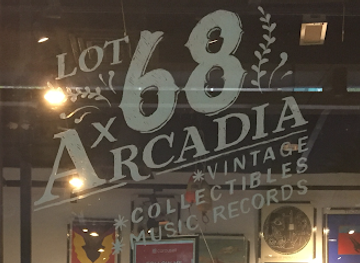 LOT 68
X
ARCADIA
*VINTAGE
*COLLECTIBLES
*MUSIC RECORDS